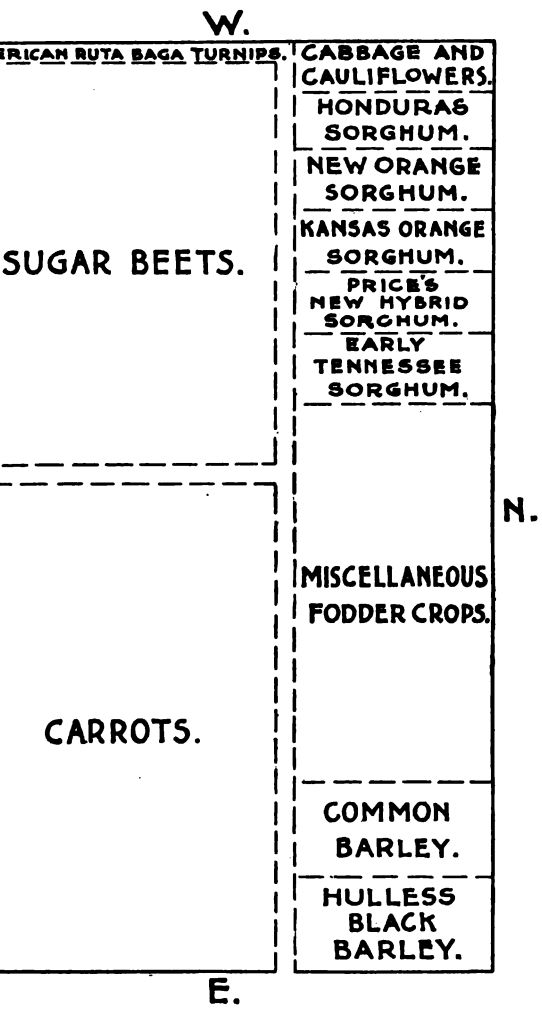 W.
ERICAN RUTA BAGA TURNIPS.
CABBAGE AND
CAULIFLOWERS.
HONDURAS
SORGHUM.
NEW ORANGE
SORGHUM.
KANSAS ORANGE
SORGHUM.
PRICE'S
NEW HYBRID
SORGHUM.
EARLY
TENNESSEE
SORGHUM.
SUGAR BEETS.
N.
MISCELLANEOUS
FODDER CROPS.
CARROTS.
COMMON
BARLEY.
HULLESS
BLACK
BARLEY.
E.